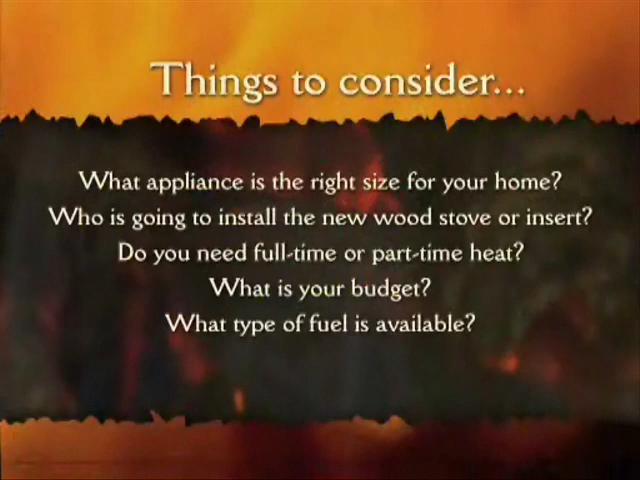 Things to consider...
What appliance is the right size for your home?
Who is going to install the new wood stove or insert?
Do you need full-time or part-time heat?
What is your budget?
What type of fuel is available?